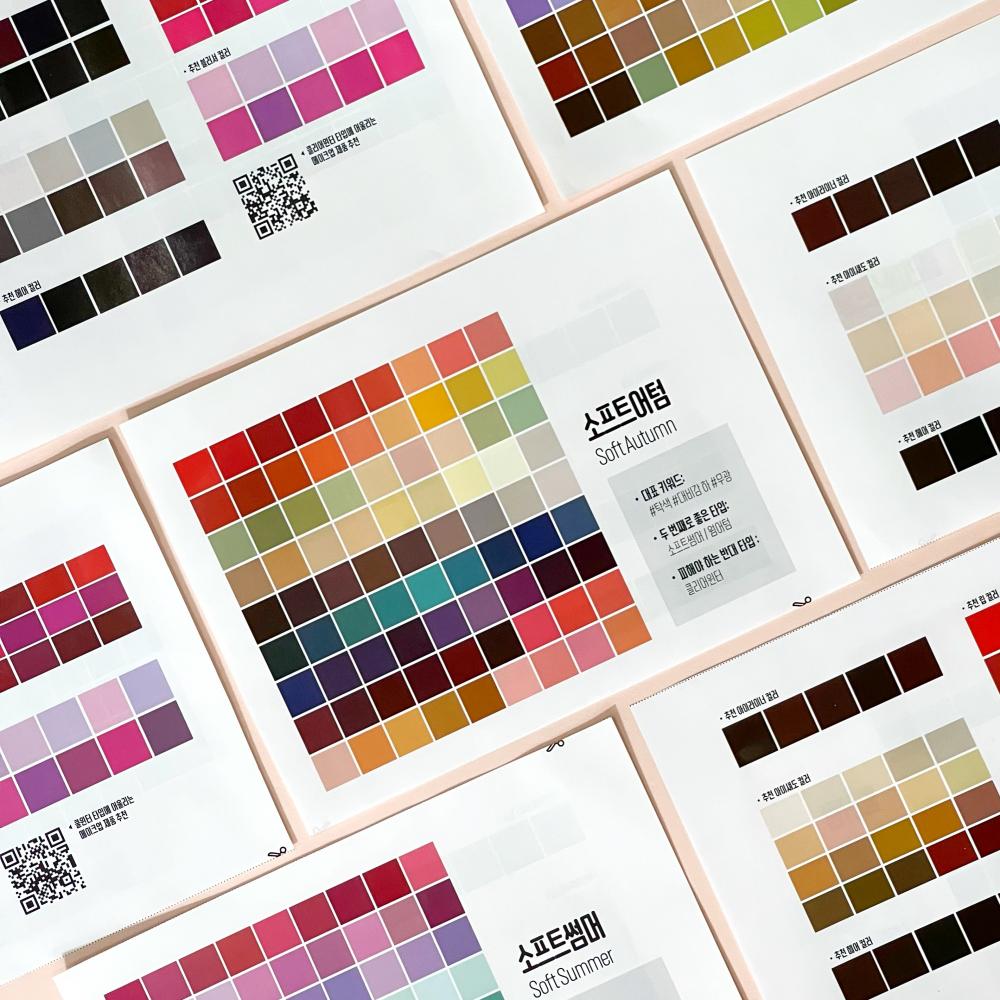 • 추천 블러셔 컬러
◂ 클리어윈터 타입에 어울리는
메이크업 제품 추천
추천 헤어 컬러
• 추천 아이라이너 컬러
• 추천 아이섀도 컬러
• 추천 헤어 컬러
소프트어텀
Soft Autumn
• 대표 키워드:
#탁색 #대비감 하 #무광
• 두 번째로 좋은 타입:
소프트썸머 / 웜어텀
• 피해야 하는 반대 타입:
클리어윈터
◂ 쿨윈터 타입에 어울리는
메이크업 제품 추천
• 추천 립 컬러
• 추천 아이라이너 컬러
• 추천 아이섀도 컬러
• 추천 헤어 컬러
소프트썸머
Soft Summer